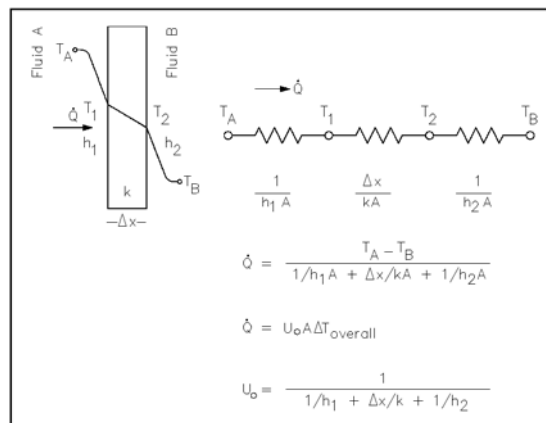 Fluid A
Fluid B
T_A
T_1
T_2
Q̇
h_1
h_2
T_B
k
Δx
Q̇
T_A T_1 T_2 T_B
1/h_1 A Δx/kA 1/h_2 A
Q̇ = (T_A − T_B)/(1/h_1A + Δx/kA + 1/h_2A)
Q̇ = U_o AΔT_overall
U_o = 1/(1/h_1 + Δx/k + 1/h_2)